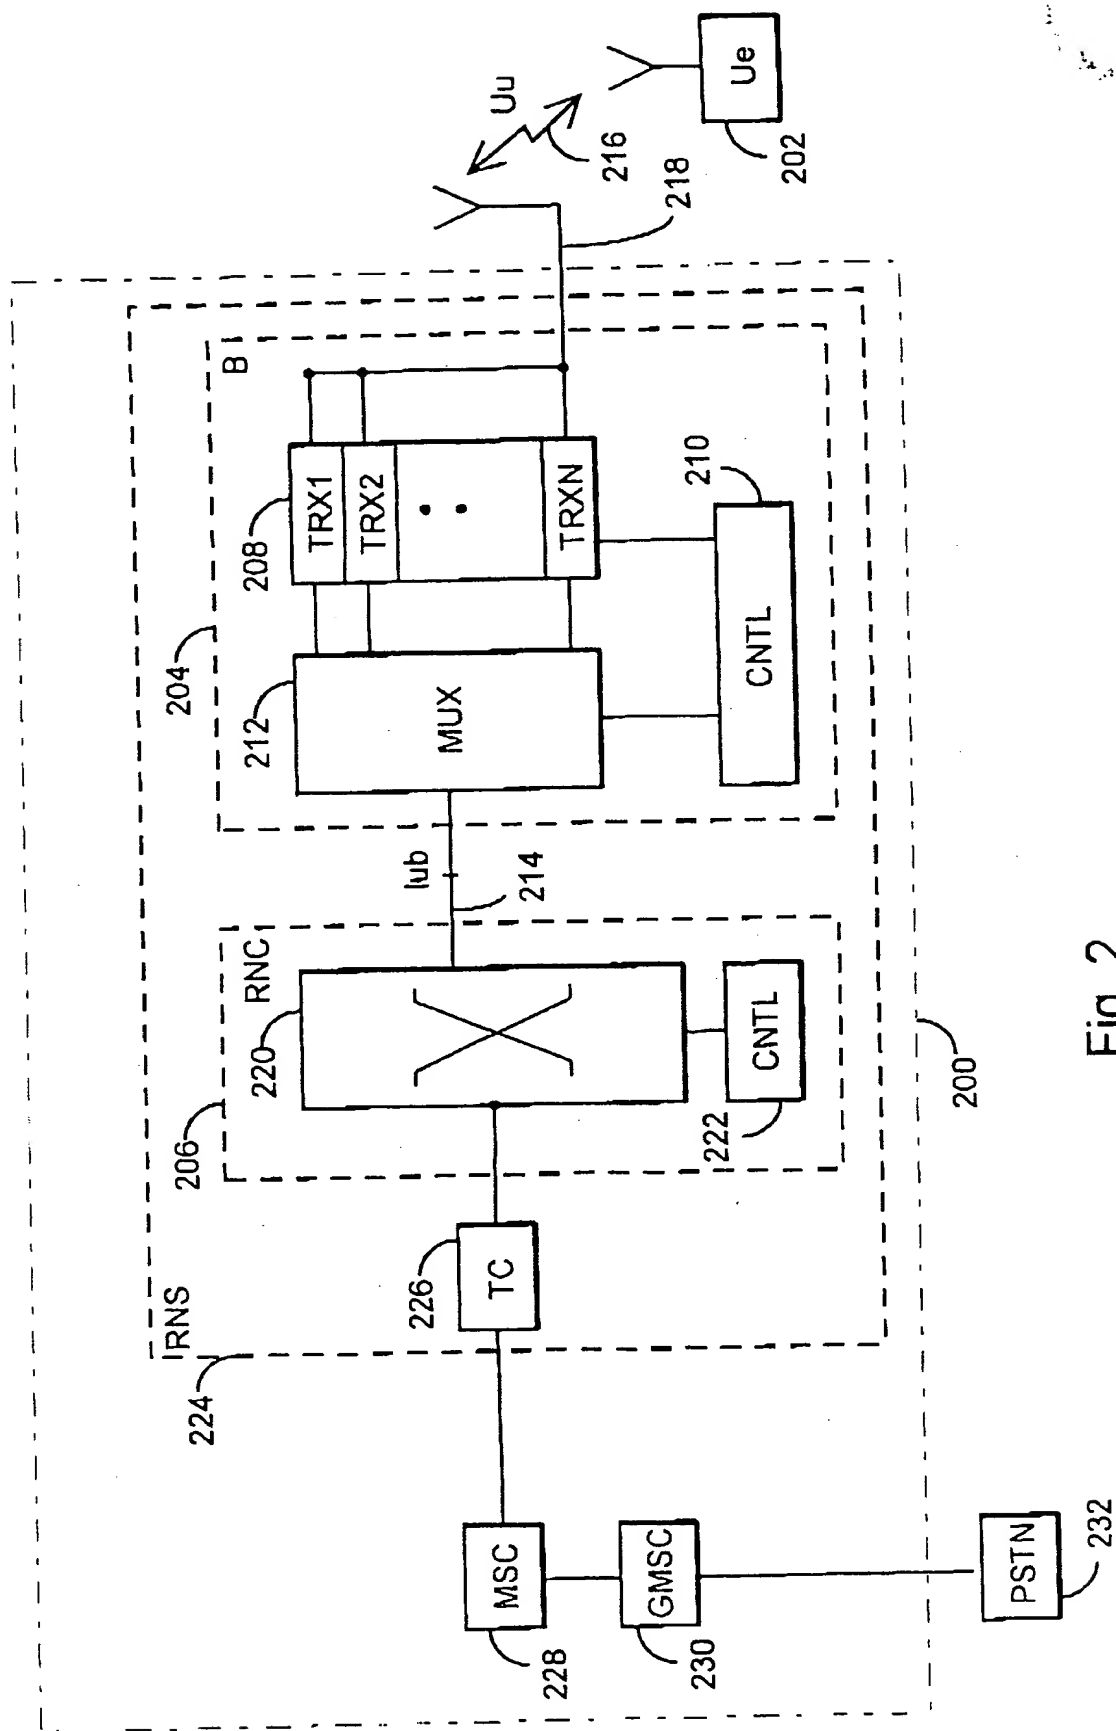 RNS
224
204
206
RNC
220
222
CNTL
226
TC
B
212
MUX
208
TRX1
TRX2
TRXN
210
CNTL
Iub
214
Uu
216
218
Ue
202
MSC
228
GMSC
230
PSTN
232
200
Fig. 2